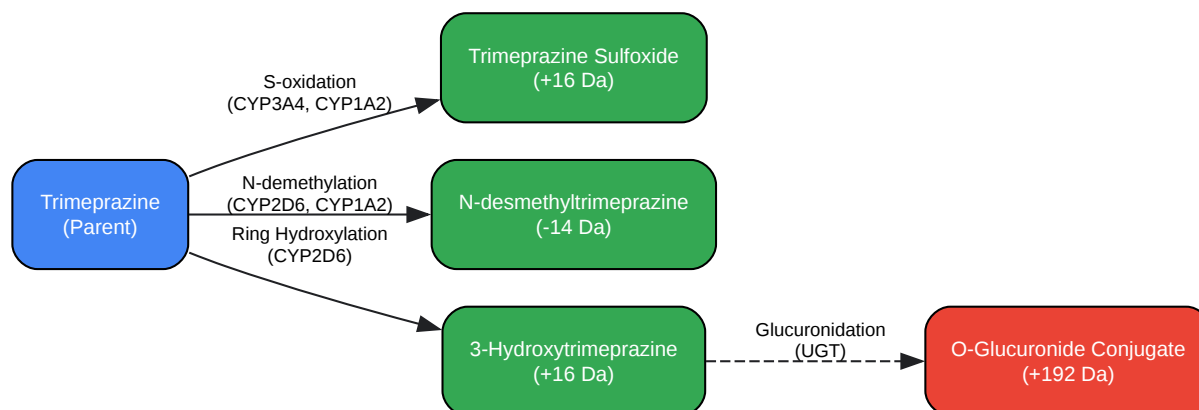 Trimeprazine
(Parent)
S-oxidation
(CYP3A4, CYP1A2)
Trimeprazine Sulfoxide
(+16 Da)
N-demethylation
(CYP2D6, CYP1A2)
N-desmethyltrimeprazine
(-14 Da)
Ring Hydroxylation
(CYP2D6)
3-Hydroxytrimeprazine
(+16 Da)
Glucuronidation
(UGT)
O-Glucuronide Conjugate
(+192 Da)